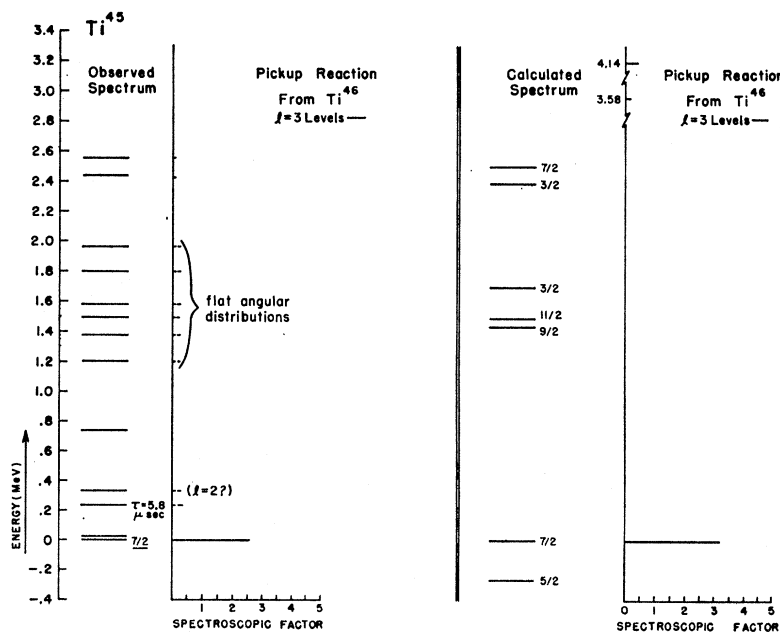 Ti45
3.4
3.2
3.0
2.8
2.6
2.4
2.2
2.0
1.8
1.6
1.4
1.2
1.2
.8
.6
.4
.2
0
-.2
-.4
ENERGY(MeV)
Observed
Spectrum
τ=5.8
μ sec
7/2
Pickup Reaction
From Ti46
ℓ=3 Levels—
flat angular
distributions
(ℓ=2?)
1 2 3 4 5
SPECTROSCOPIC FACTOR
Calculated
Spectrum
7/2
3/2
3/2
11/2
9/2
7/2
5/2
4.14
3.58
Pickup Reaction
From Ti46
ℓ=3 Levels—
0 1 2 3 4 5
SPECTROSCOPIC FACTOR